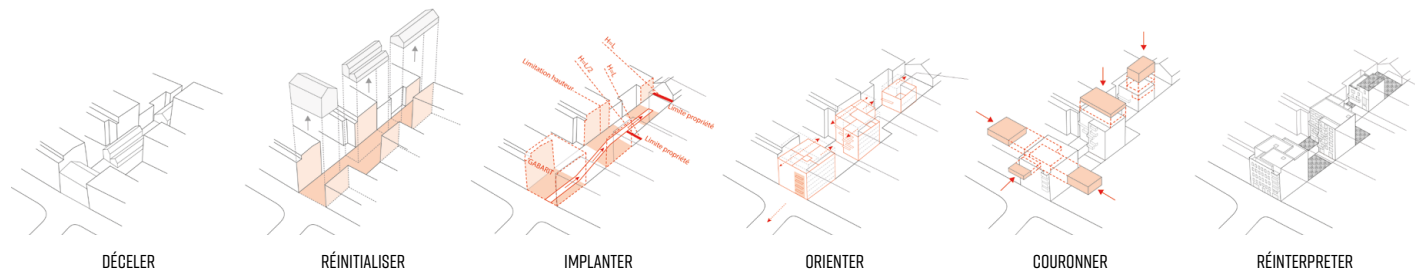 H=L
H=L/2
Limitation hauteur
H=L
Limite propriété
Limite propriété
GABARIT
DÉCELER
RÉINITIALISER
IMPLANTER
ORIENTER
COURONNER
RÉINTERPRETER